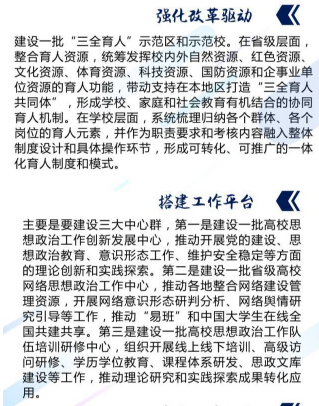 强化改革驱动
建设一批“三全育人”示范区和示范校。在省级层面，
整合育人资源，统筹发挥校内外自然资源、红色资源、
文化资源、体育资源、科技资源、国防资源和企事业单
位资源的育人功能，带动支持在本地区打造“三全育人
共同体”，形成学校、家庭和社会教育有机结合的协同
育人机制。在学校层面，系统梳理归纳各个群体、各个
岗位的育人元素，并作为职责要求和考核内容融入整体
制度设计和具体操作环节，形成可转化、可推广的一体
化育人制度和模式。
搭建工作平台
主要是要建设三大中心群，第一是建设一批高校思
想政治工作创新发展中心，推动开展党的建设、思
想政治教育、意识形态工作、维护安全稳定等方面
的理论创新和实践探索。第二是建设一批省级高校
网络思想政治工作中心，推动各地整合网络建设管
理资源，开展网络意识形态研判分析、网络舆情研
究引导等工作，推动“易班”和中国大学生在线全
国共建共享。第三是建设一批高校思想政治工作队
伍培训研修中心，组织开展线上线下培训、高级访
问研修、学历学位教育、课程体系研发、思政文库
建设等工作，推动理论研究和实践探索成果转化应
用。